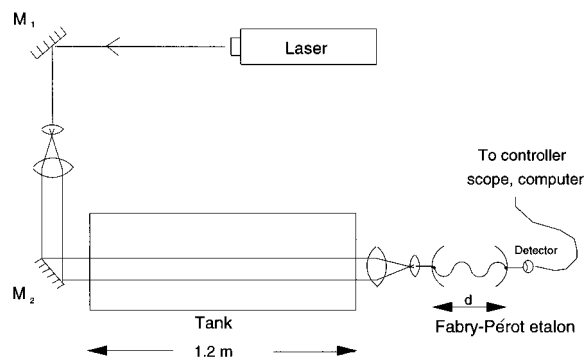 M1
Laser
To controller
scope, computer
Detector
M2
d
Fabry-Pérot etalon
Tank
1.2 m